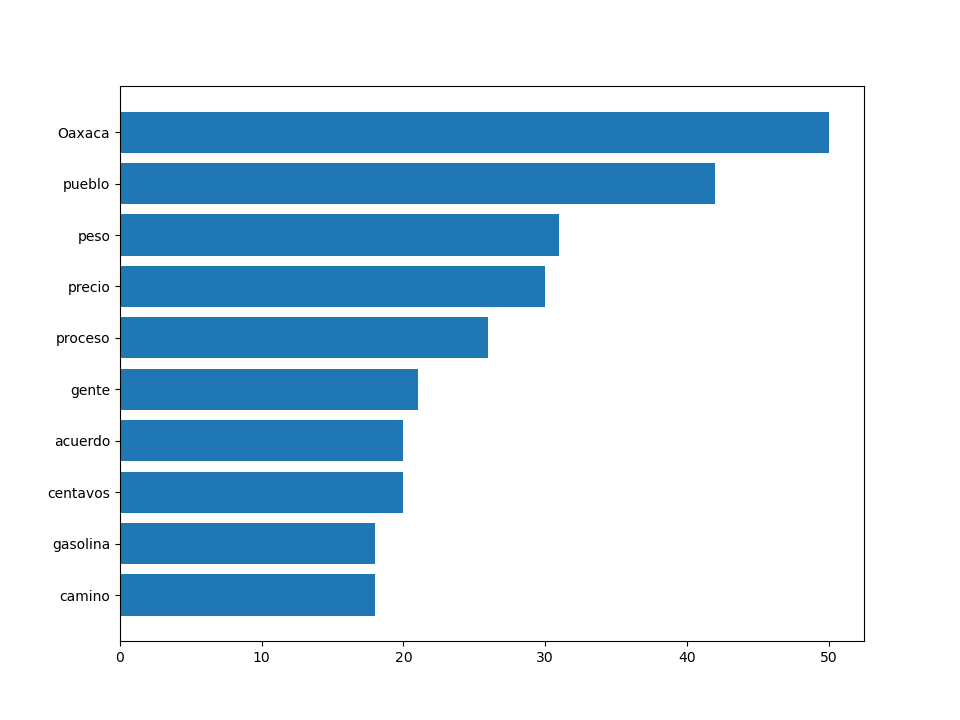 Oaxaca
pueblo
peso
precio
proceso
gente
acuerdo
centavos
gasolina
camino
0 10 20 30 40 50